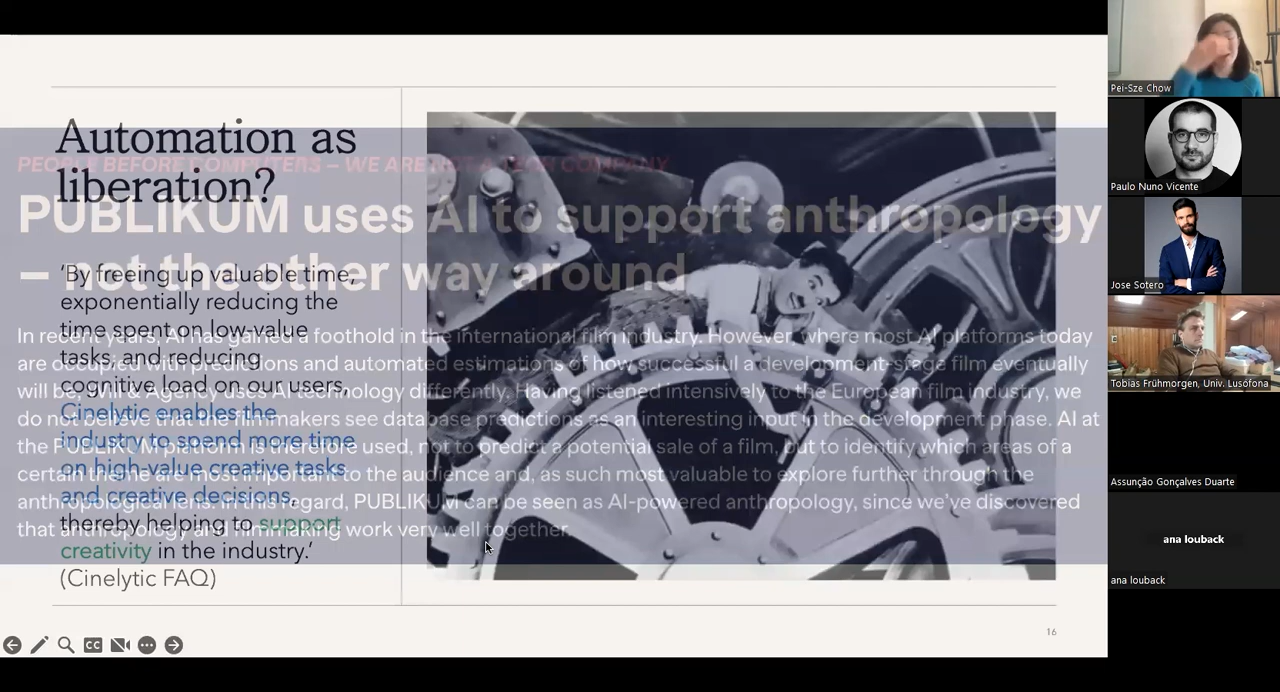 Automation as
liberation?
'By freeing up valuable time,
exponentially reducing the
time spent on low-value
tasks, and reducing
cognitive load on our users,
Cinelytic enables the
industry to spend more time
on high-value creative tasks
and creative decisions,
thereby helping to support
creativity in the industry.'
(Cinelytic FAQ)
PEOPLE BEFORE COMPUTERS – WE ARE NOT A TECH COMPANY
PUBLIKUM uses AI to support anthropology
– not the other way around
In recent years, AI has gained a foothold in the international film industry. However, where most AI platforms today
are occupied with predictions and automated estimations of how successful a development-stage film eventually
will be, Will & Agency uses AI technology differently. Having listened intensively to the European film industry, we
do not believe that filmmakers see database predictions as an interesting input in the development phase. AI at
the PUBLIKUM platform is therefore used, not to predict a potential sale of a film, but to identify which areas of a
certain theme are most important to the audience and, as such most valuable to explore further through the
anthropological lens. In this regard, PUBLIKUM can be seen as AI-powered anthropology, since we've discovered
that anthropology and filmmaking work very well together.
16
CC
Pei-Sze Chow
Paulo Nuno Vicente
Jose Sotero
Tobias Frühmorgen, Univ. Lusófona
Assunção Gonçalves Duarte
ana louback
ana louback